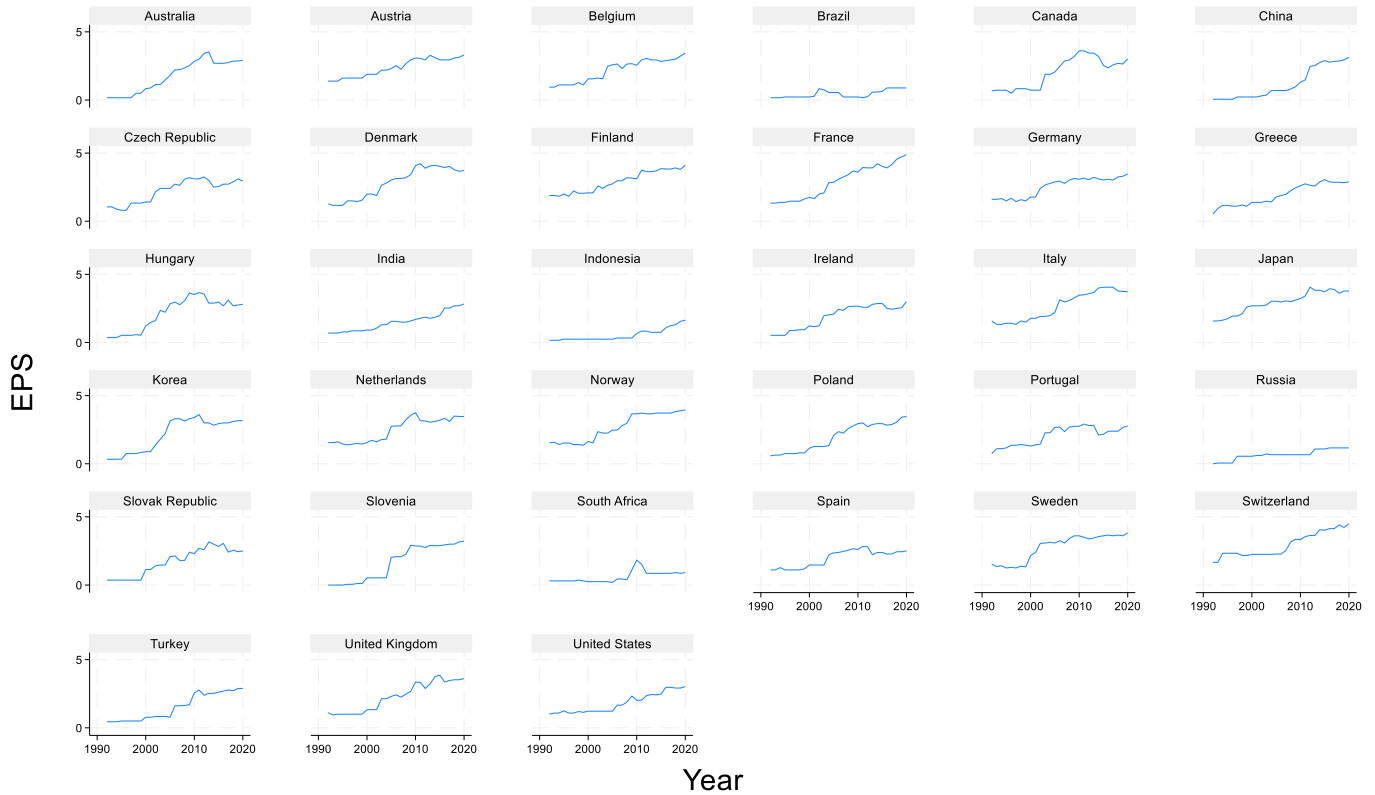 Australia Austria Belgium Brazil Canada China
5
0
Czech Republic Denmark Finland France Germany Greece
5
0
Hungary India Indonesia Ireland Italy Japan
5
0
EPS
Korea Netherlands Norway Poland Portugal Russia
5
0
Slovak Republic Slovenia South Africa Spain Sweden Switzerland
5
0
1990 2000 2010 2020 1990 2000 2010 2020 1990 2000 2010 2020
Turkey United Kingdom United States
5
0
1990 2000 2010 2020 1990 2000 2010 2020 1990 2000 2010 2020
Year